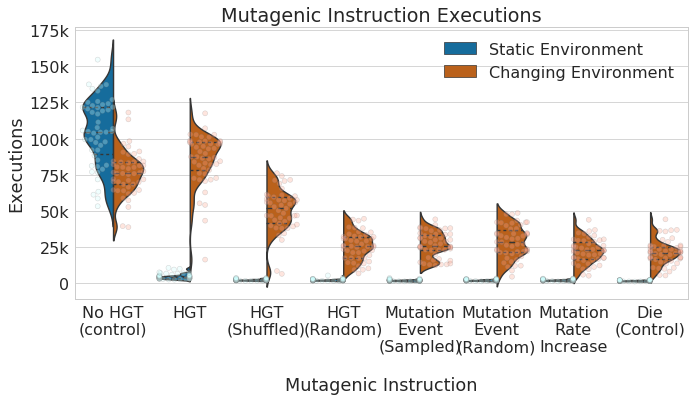 Mutagenic Instruction Executions
175k
150k
125k
100k
75k
50k
25k
0
Executions
Static Environment
Changing Environment
No HGT
(control)
HGT
HGT
(Shuffled)
HGT
(Random)
Mutation
Event
(Sampled)
Mutation
Event
(Random)
Mutation
Rate
Increase
Die
(Control)
Mutagenic Instruction